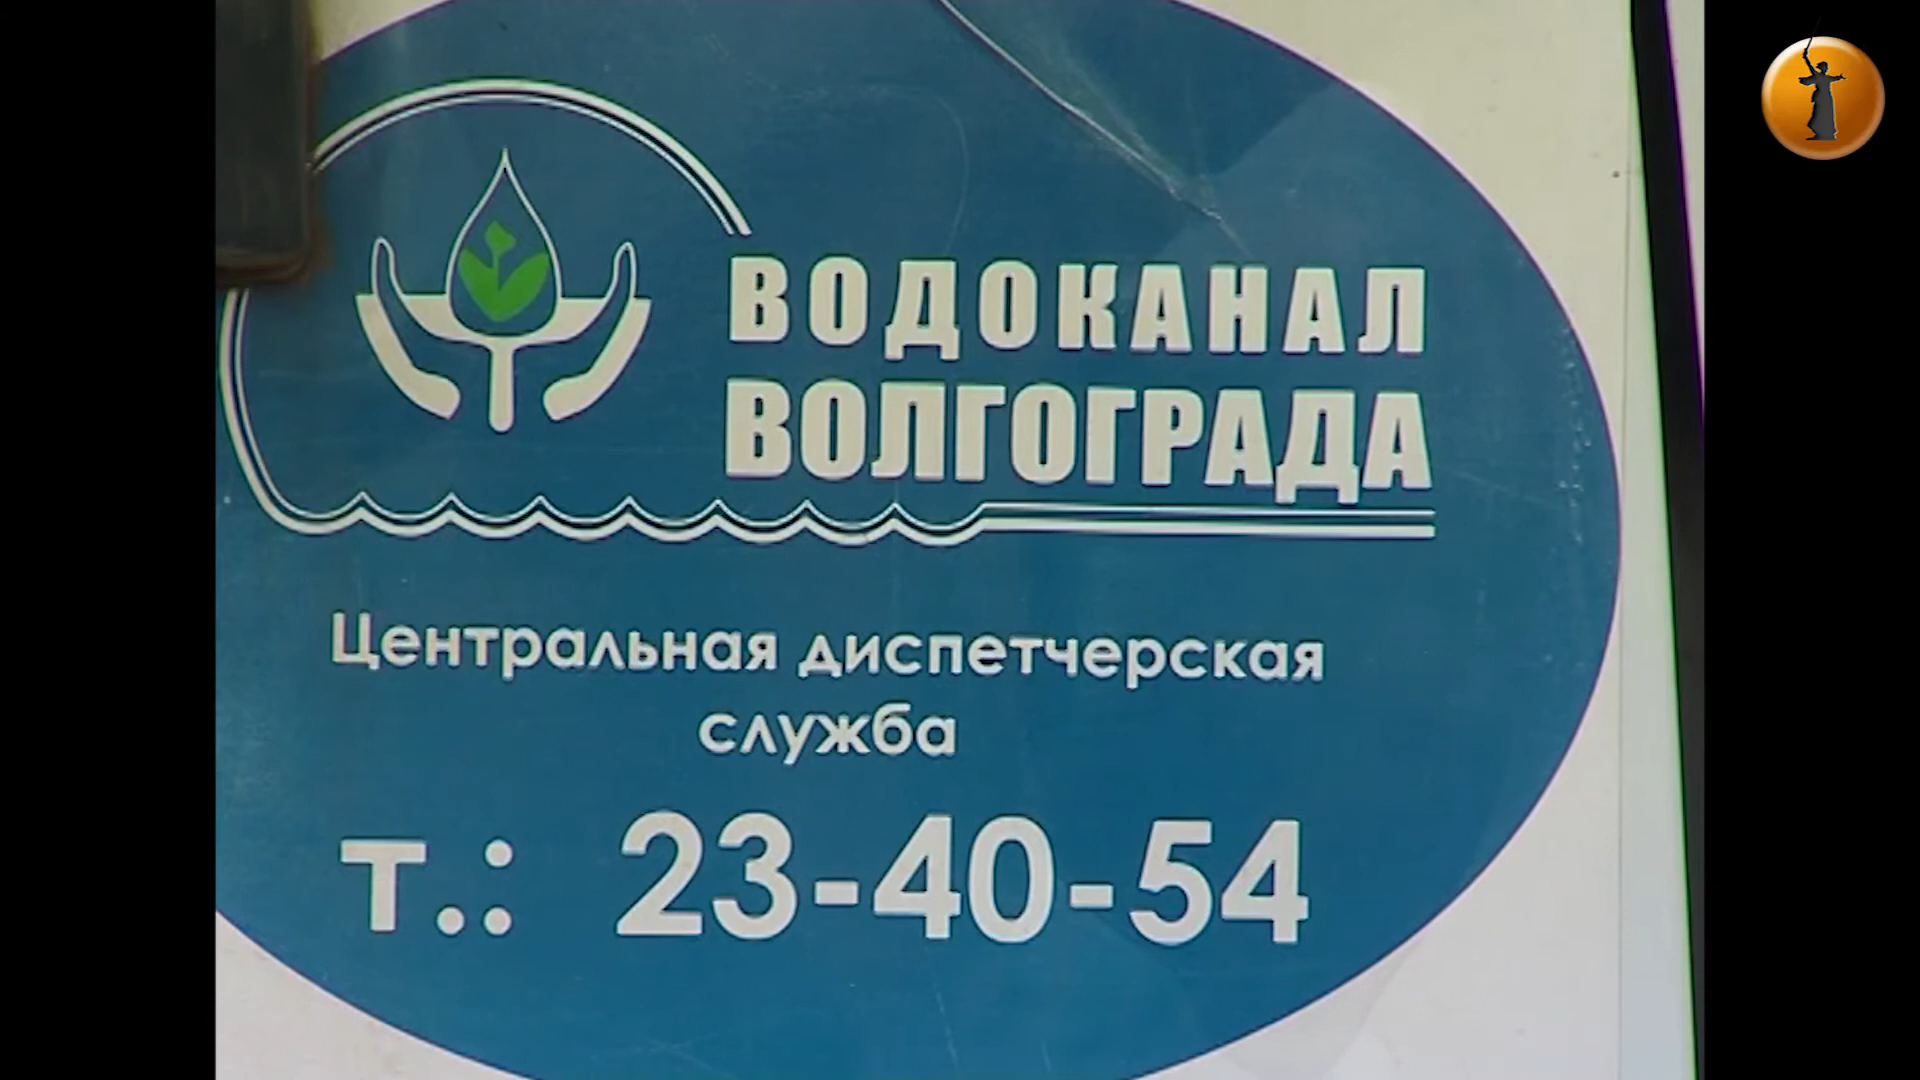 ВОДОКАНАЛ
ВОЛГОГРАДА
Центральная диспетчерская
служба
т.: 23-40-54